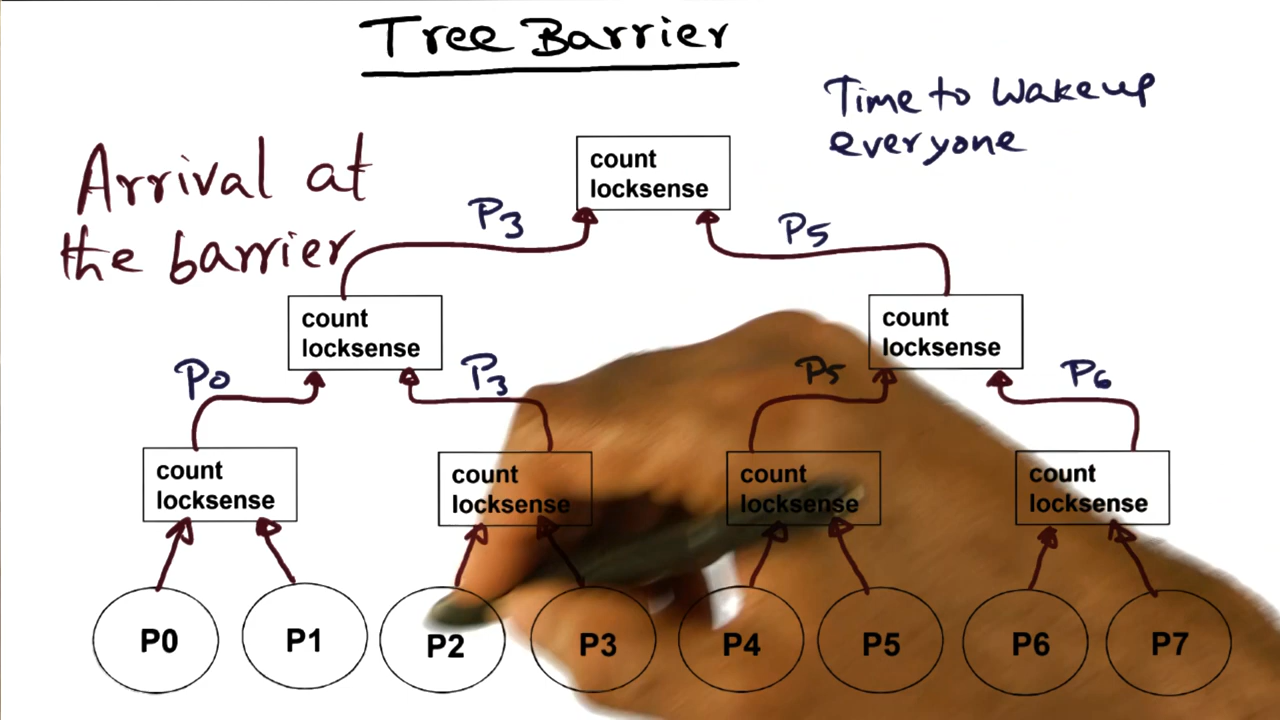 Tree Barrier
Time to wakeup
everyone
Arrival at
the barrier
count
locksense
P3
P5
count
locksense
count
locksense
P0
P3
P5
P6
count
locksense
count
locksense
count
locksense
count
locksense
P0
P1
P2
P3
P4
P5
P6
P7